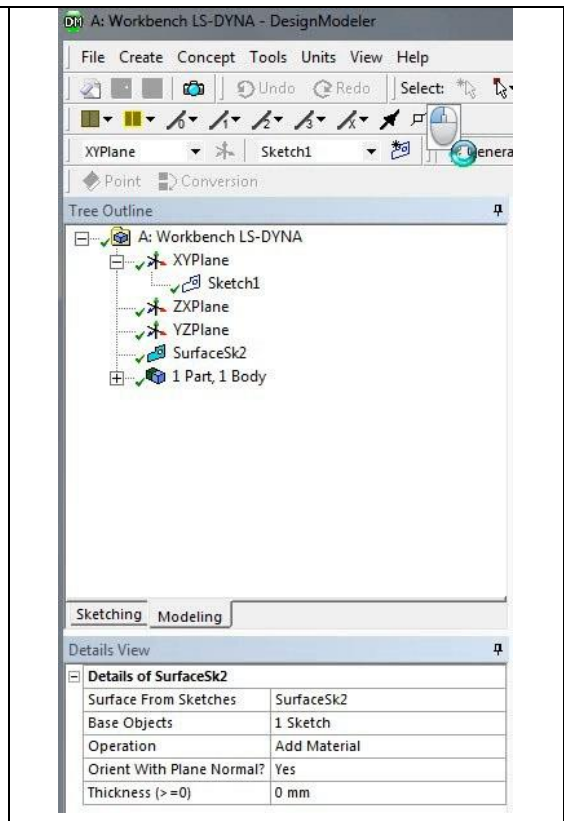 DM A: Workbench LS-DYNA - DesignModeler
File Create Concept Tools Units View Help
Undo Redo Select:
XYPlane Sketch1 Genera
Point Conversion
Tree Outline
A: Workbench LS-DYNA
XYPlane
Sketch1
ZXPlane
YZPlane
SurfaceSk2
1 Part, 1 Body
Sketching Modeling
Details View
Details of SurfaceSk2
Surface From Sketches SurfaceSk2
Base Objects 1 Sketch
Operation Add Material
Orient With Plane Normal? Yes
Thickness (>=0) 0 mm